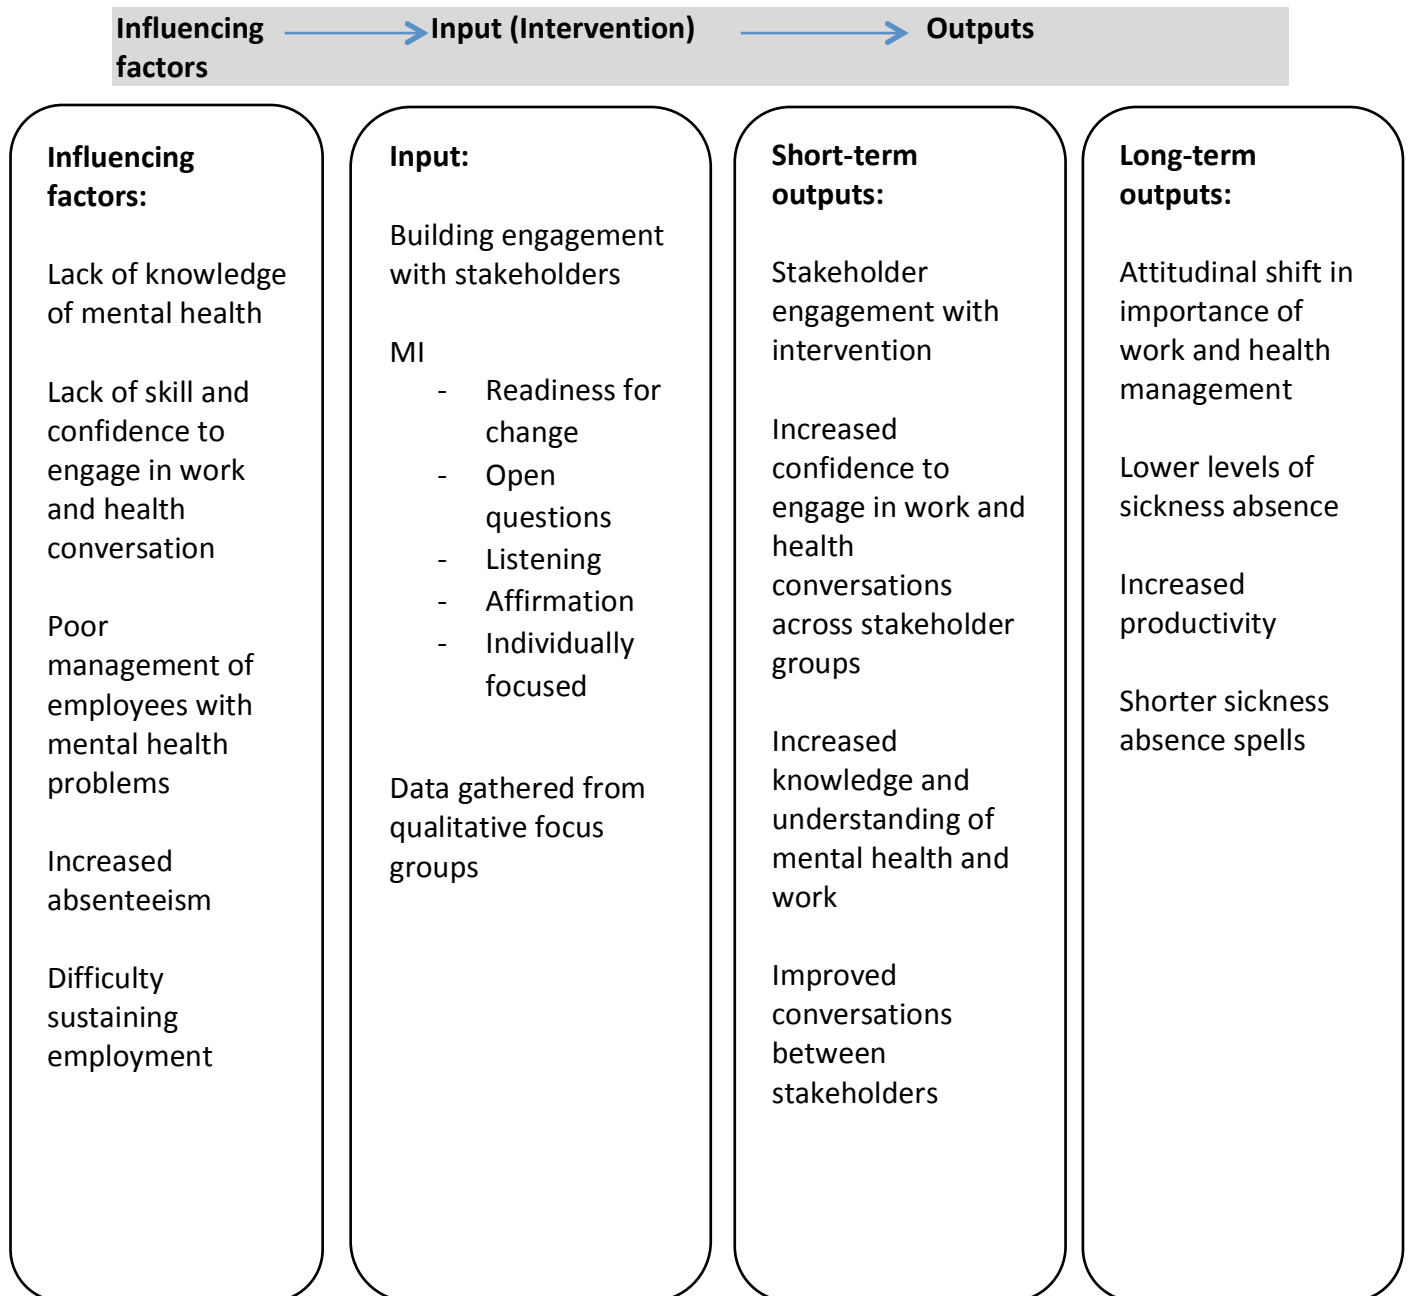 Influencing
factors
Input (Intervention)
Outputs
Influencing
factors:
Lack of knowledge
of mental health
Lack of skill and
confidence to
engage in work
and health
conversation
Poor
management of
employees with
mental health
problems
Increased
absenteeism
Difficulty
sustaining
employment
Input:
Building engagement
with stakeholders
MI
- Readiness for
change
- Open
questions
- Listening
- Affirmation
- Individually
focused
Data gathered from
qualitative focus
groups
Short-term
outputs:
Stakeholder
engagement with
intervention
Increased
confidence to
engage in work and
health
conversations
across stakeholder
groups
Increased
knowledge and
understanding of
mental health and
work
Improved
conversations
between
stakeholders
Long-term
outputs:
Attitudinal shift in
importance of
work and health
management
Lower levels of
sickness absence
Increased
productivity
Shorter sickness
absence spells